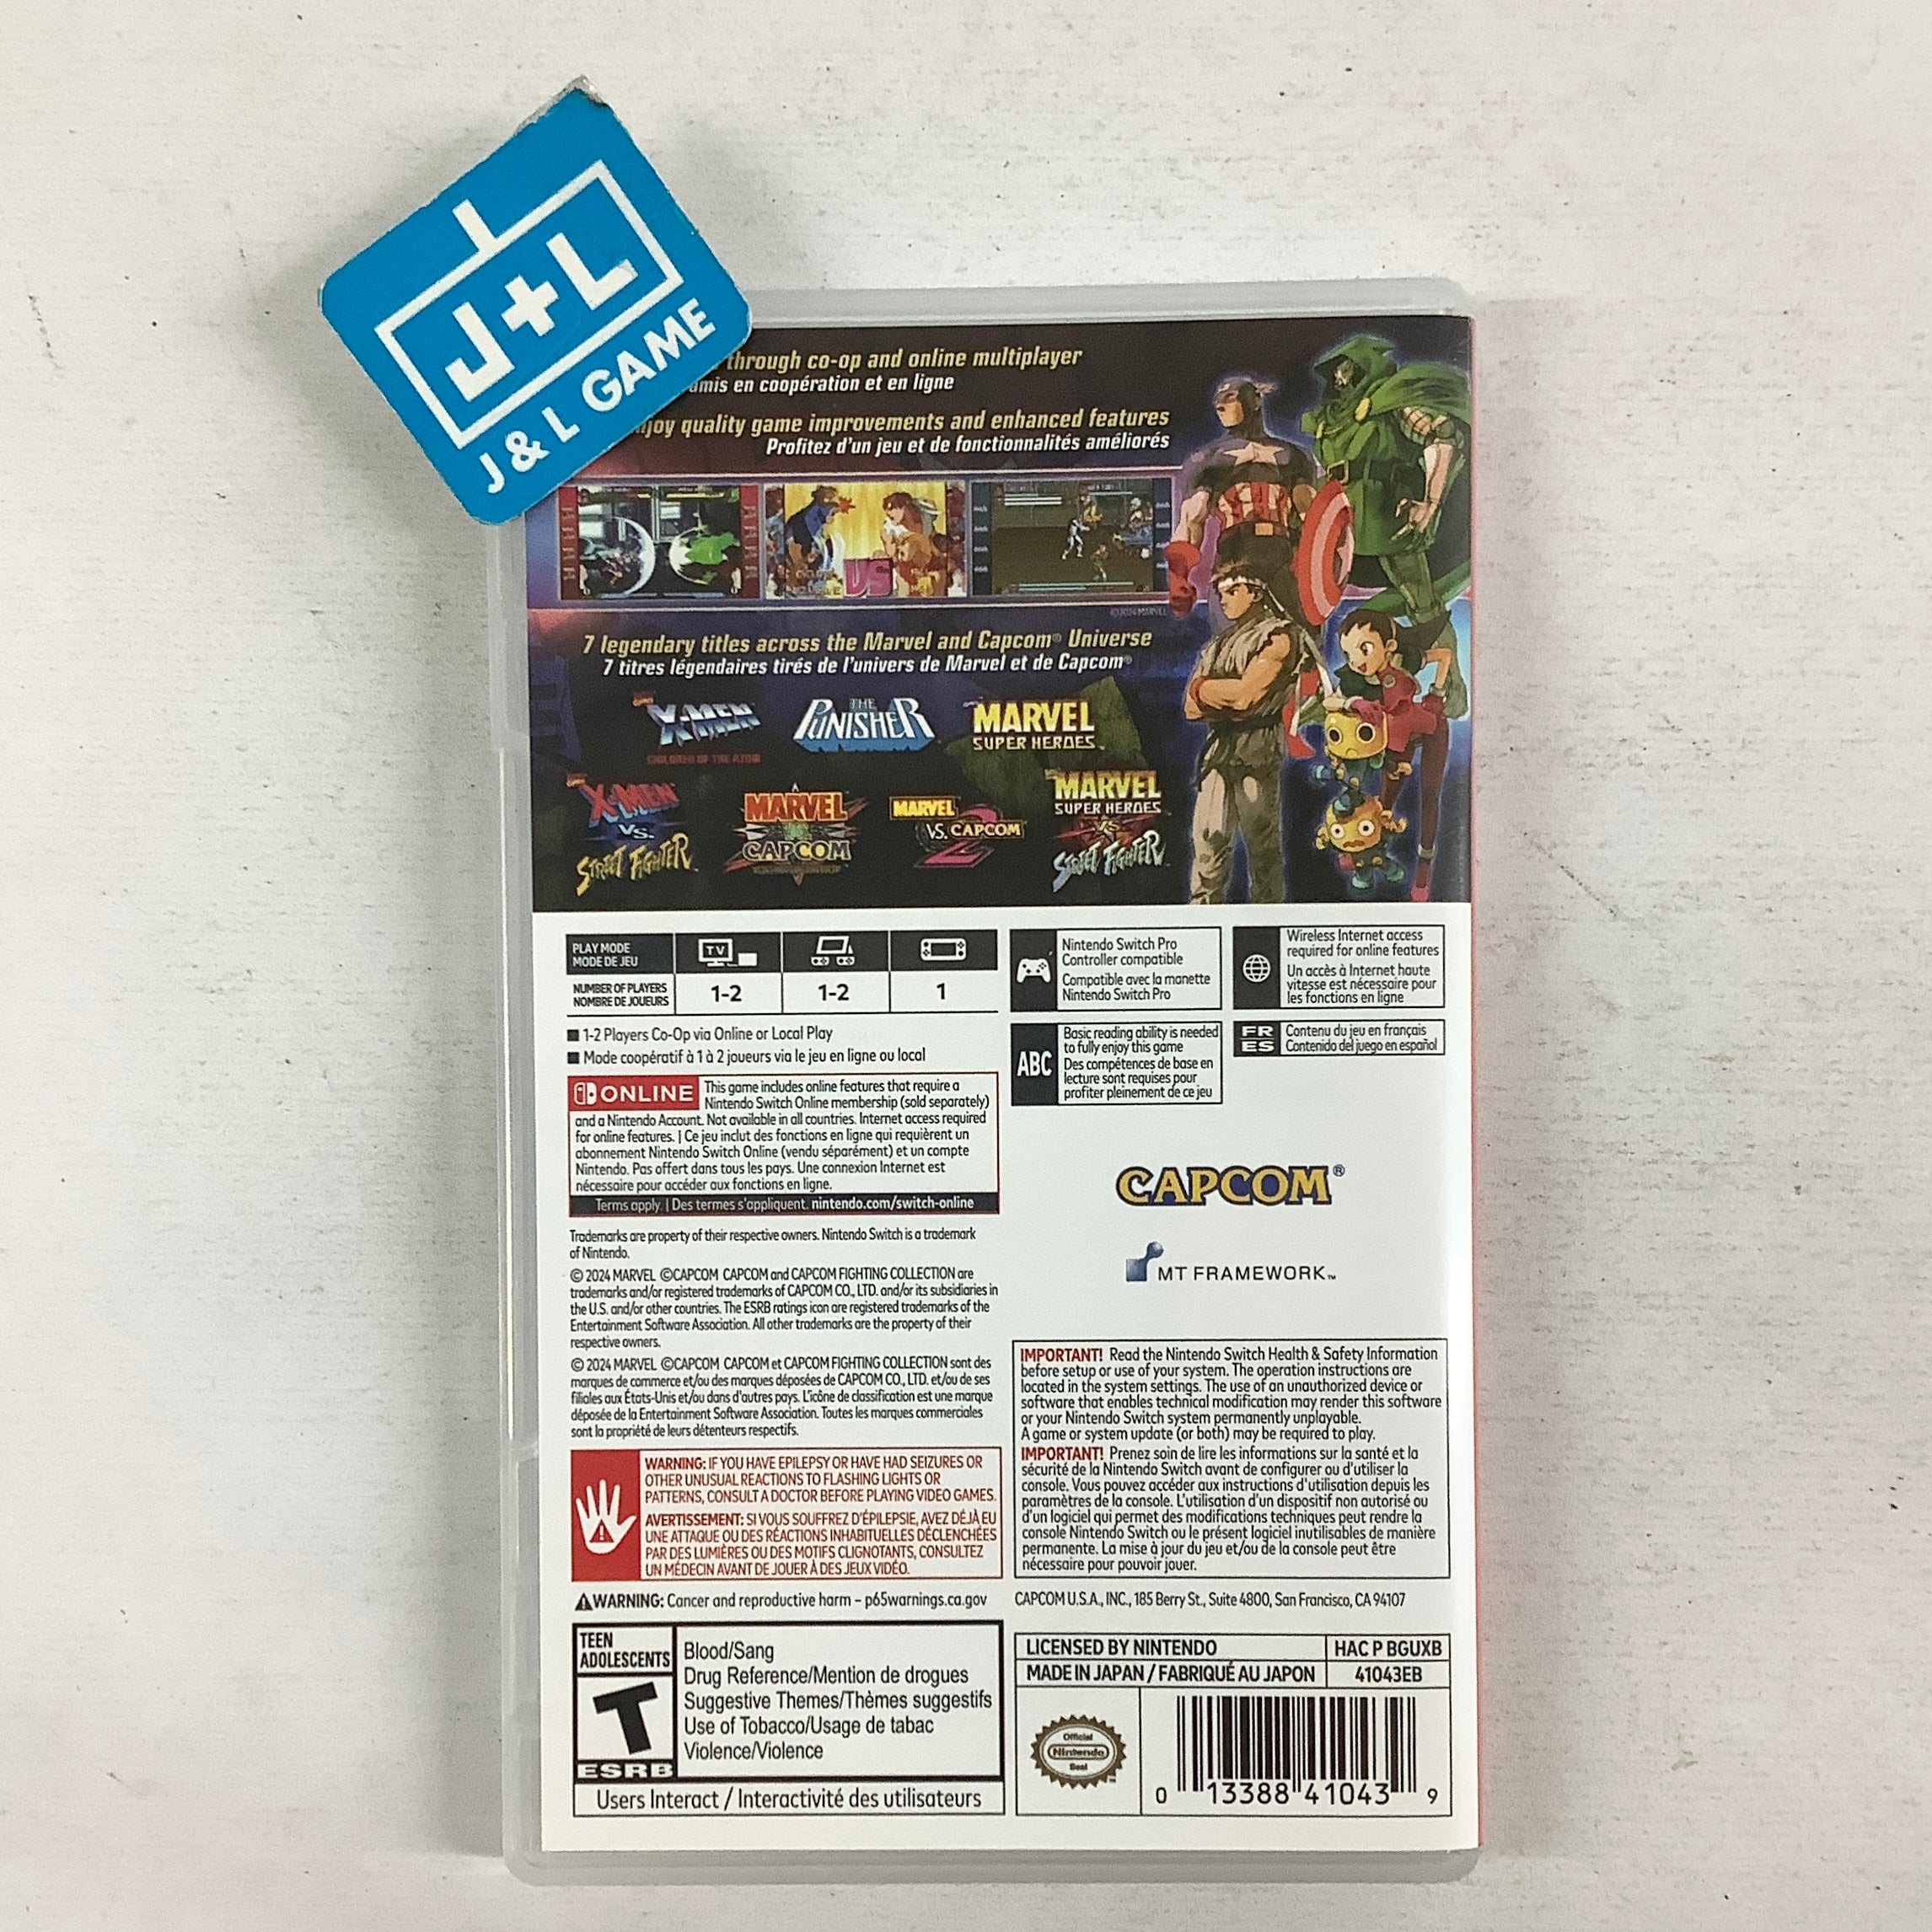 J+L
J & L GAME
through co-op and online multiplayer
amis en coopération et en ligne
njoy quality game improvements and enhanced features
Profitez d'un jeu et de fonctionnalités améliorés
VS
©2024 MARVEL
7 legendary titles across the Marvel and Capcom® Universe
7 titres légendaires tirés de l'univers de Marvel et de Capcom®
X-MEN
CHILDREN OF THE ATOM
THE PUNISHER
MARVEL
SUPER HEROES
X-MEN
VS.
STREET FIGHTER
MARVEL
CAPCOM
MARVEL
VS. CAPCOM
2
MARVEL
SUPER HEROES
VS
STREET FIGHTER
PLAY MODE
MODE DE JEU
TV
NUMBER OF PLAYERS
NOMBRE DE JOUEURS
1-2
1-2
1
■ 1-2 Players Co-Op via Online or Local Play
■ Mode coopératif à 1 à 2 joueurs via le jeu en ligne ou local
Nintendo Switch Pro
Controller compatible
Compatible avec la manette
Nintendo Switch Pro
Wireless Internet access
required for online features
Un accès à Internet haute
vitesse est nécessaire pour
les fonctions en ligne
ABC
Basic reading ability is needed
to fully enjoy this game
Des compétences de base en
lecture sont requises pour
profiter pleinement de ce jeu
FR
ES
Contenu du jeu en français
Contenido del juego en español
ONLINE
This game includes online features that require a
Nintendo Switch Online membership (sold separately)
and a Nintendo Account. Not available in all countries. Internet access required
for online features. | Ce jeu inclut des fonctions en ligne qui requièrent un
abonnement Nintendo Switch Online (vendu séparément) et un compte
Nintendo. Pas offert dans tous les pays. Une connexion Internet est
nécessaire pour accéder aux fonctions en ligne.
Terms apply. | Des termes s'appliquent. nintendo.com/switch-online
CAPCOM®
MT FRAMEWORK™
Trademarks are property of their respective owners. Nintendo Switch is a trademark
of Nintendo.
© 2024 MARVEL ©CAPCOM CAPCOM and CAPCOM FIGHTING COLLECTION are
trademarks and/or registered trademarks of CAPCOM CO., LTD. and/or its subsidiaries in
the U.S. and/or other countries. The ESRB ratings icon are registered trademarks of the
Entertainment Software Association. All other trademarks are the property of their
respective owners.
© 2024 MARVEL ©CAPCOM CAPCOM et CAPCOM FIGHTING COLLECTION sont des
marques de commerce et/ou des marques déposées de CAPCOM CO., LTD. et/ou de ses
filiales aux États-Unis et/ou dans d'autres pays. L'icône de classification est une marque
déposée de la Entertainment Software Association. Toutes les marques commerciales
sont la propriété de leurs détenteurs respectifs.
IMPORTANT! Read the Nintendo Switch Health & Safety Information
before setup or use of your system. The operation instructions are
located in the system settings. The use of an unauthorized device or
software that enables technical modification may render this software
or your Nintendo Switch system permanently unplayable.
A game or system update (or both) may be required to play.
IMPORTANT! Prenez soin de lire les informations sur la santé et la
sécurité de la Nintendo Switch avant de configurer ou d'utiliser la
console. Vous pouvez accéder aux instructions d'utilisation depuis les
paramètres de la console. L'utilisation d'un dispositif non autorisé ou
d'un logiciel qui permet des modifications techniques peut rendre la
console Nintendo Switch ou le présent logiciel inutilisables de manière
permanente. La mise à jour du jeu et/ou de la console peut être
nécessaire pour pouvoir jouer.
WARNING: IF YOU HAVE EPILEPSY OR HAVE HAD SEIZURES OR
OTHER UNUSUAL REACTIONS TO FLASHING LIGHTS OR
PATTERNS, CONSULT A DOCTOR BEFORE PLAYING VIDEO GAMES.
AVERTISSEMENT: SI VOUS SOUFFREZ D'ÉPILEPSIE, AVEZ DÉJÀ EU
UNE ATTAQUE OU DES RÉACTIONS INHABITUELLES DÉCLENCHÉES
PAR DES LUMIÈRES OU DES MOTIFS CLIGNOTANTS, CONSULTEZ
UN MÉDECIN AVANT DE JOUER À DES JEUX VIDÉO.
⚠WARNING: Cancer and reproductive harm – p65warnings.ca.gov
CAPCOM U.S.A., INC., 185 Berry St., Suite 4800, San Francisco, CA 94107
TEEN
ADOLESCENTS
T
ESRB
Blood/Sang
Drug Reference/Mention de drogues
Suggestive Themes/Thèmes suggestifs
Use of Tobacco/Usage de tabac
Violence/Violence
Users Interact / Interactivité des utilisateurs
LICENSED BY NINTENDO
HAC P BGUXB
MADE IN JAPAN / FABRIQUÉ AU JAPON
41043EB
Official
Nintendo
Seal
0 13388 41043 9